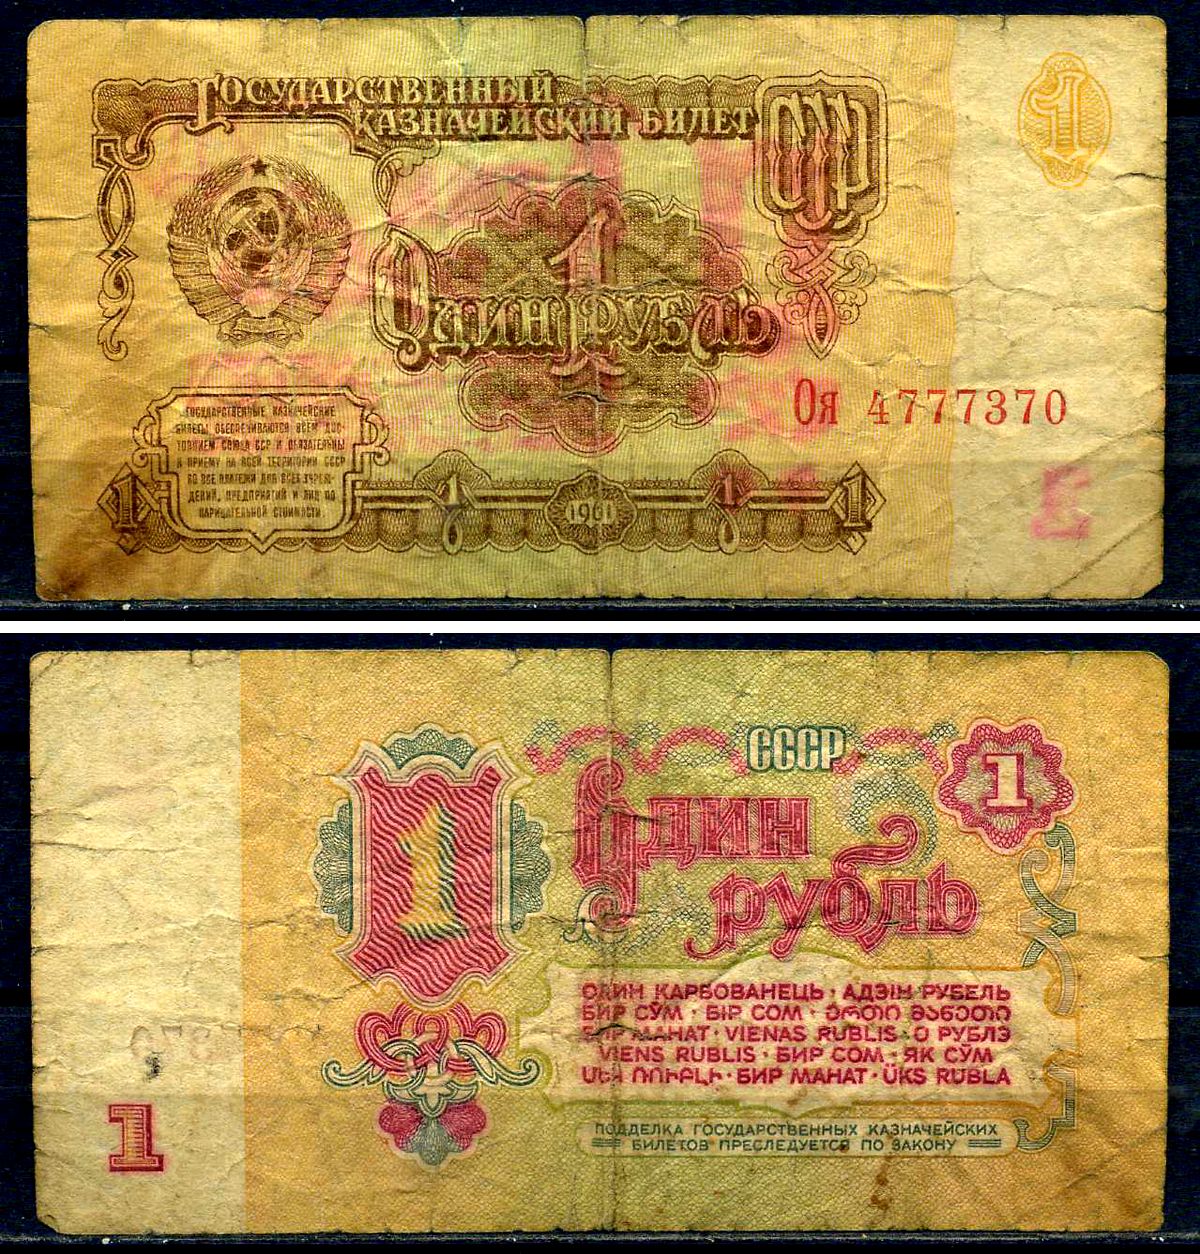 ГОСУДАРСТВЕННЫЙ
КАЗНАЧЕЙСКИЙ БИЛЕТ
СССР
1
1
ОДИН РУБЛЬ
Оя 4777370
ГОСУДАРСТВЕННЫЕ КАЗНАЧЕЙСКИЕ
БИЛЕТЫ ОБЕСПЕЧИВАЮТСЯ ВСЕМ ДОС-
ТОЯНИЕМ СОЮЗА ССР И ОБЯЗАТЕЛЬНЫ
К ПРИЕМУ НА ВСЕЙ ТЕРРИТОРИИ СССР
ВО ВСЕ ПЛАТЕЖИ ДЛЯ ВСЕХ УЧРЕЖ-
ДЕНИЙ, ПРЕДПРИЯТИЙ И ЛИЦ ПО
НАРИЦАТЕЛЬНОЙ СТОИМОСТИ.
1 1 1961 1 1
СССР
1
1
Один
рубль
ОДИН КАРБОВАНЕЦЬ · АДЗІН РУБЕЛЬ
БИР СЎМ · БІР СОМ · ᲔᲠᲗᲘ ᲛᲐᲜᲔᲗᲘ
БИР МАНАТ · VIENAS RUBLIS · О РУБЛЭ
VIENS RUBLIS · БИР СОМ · ЯК СЎМ
ՄԵԿ ՌՈՒԲԼԻ · БИР МАНАТ · ÜKS RUBLA
1
ПОДДЕЛКА ГОСУДАРСТВЕННЫХ КАЗНАЧЕЙСКИХ
БИЛЕТОВ ПРЕСЛЕДУЕТСЯ ПО ЗАКОНУ